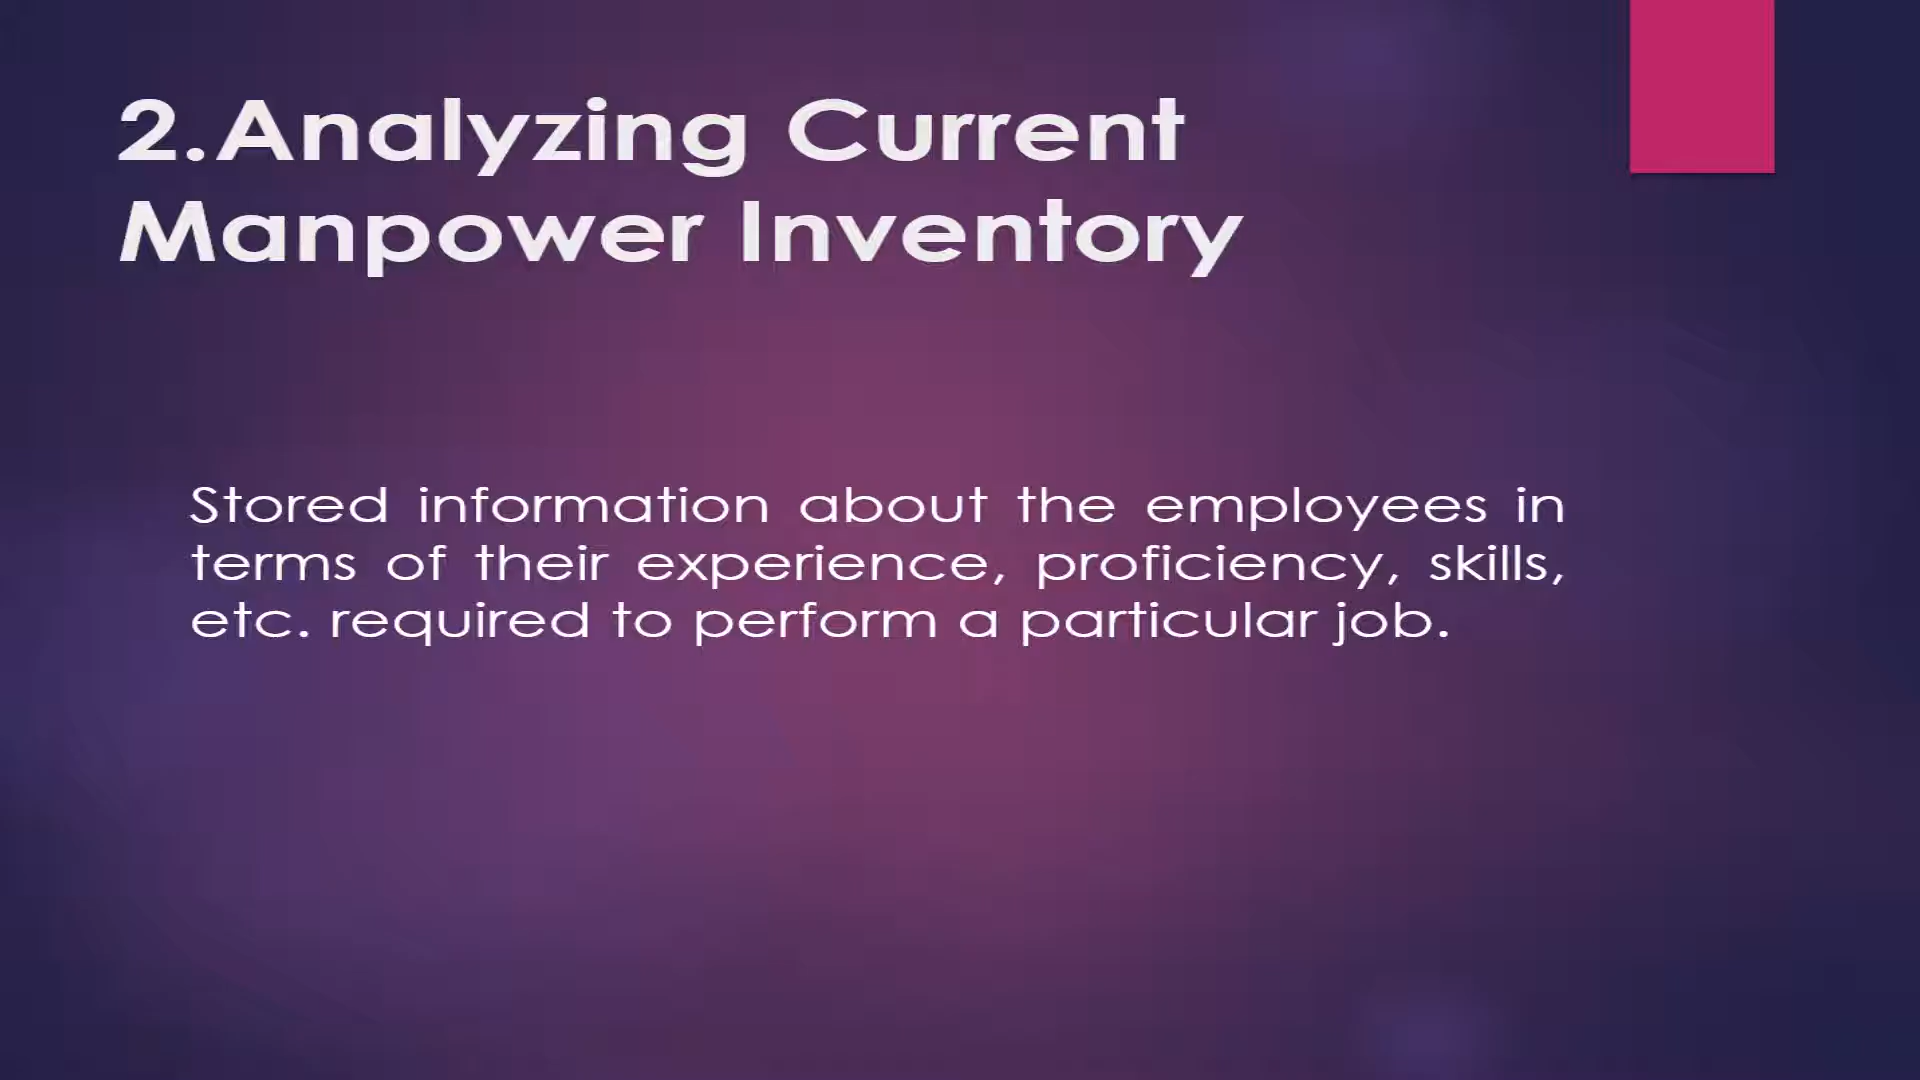 2.Analyzing Current
Manpower Inventory
Stored information about the employees in
terms of their experience, proficiency, skills,
etc. required to perform a particular job.